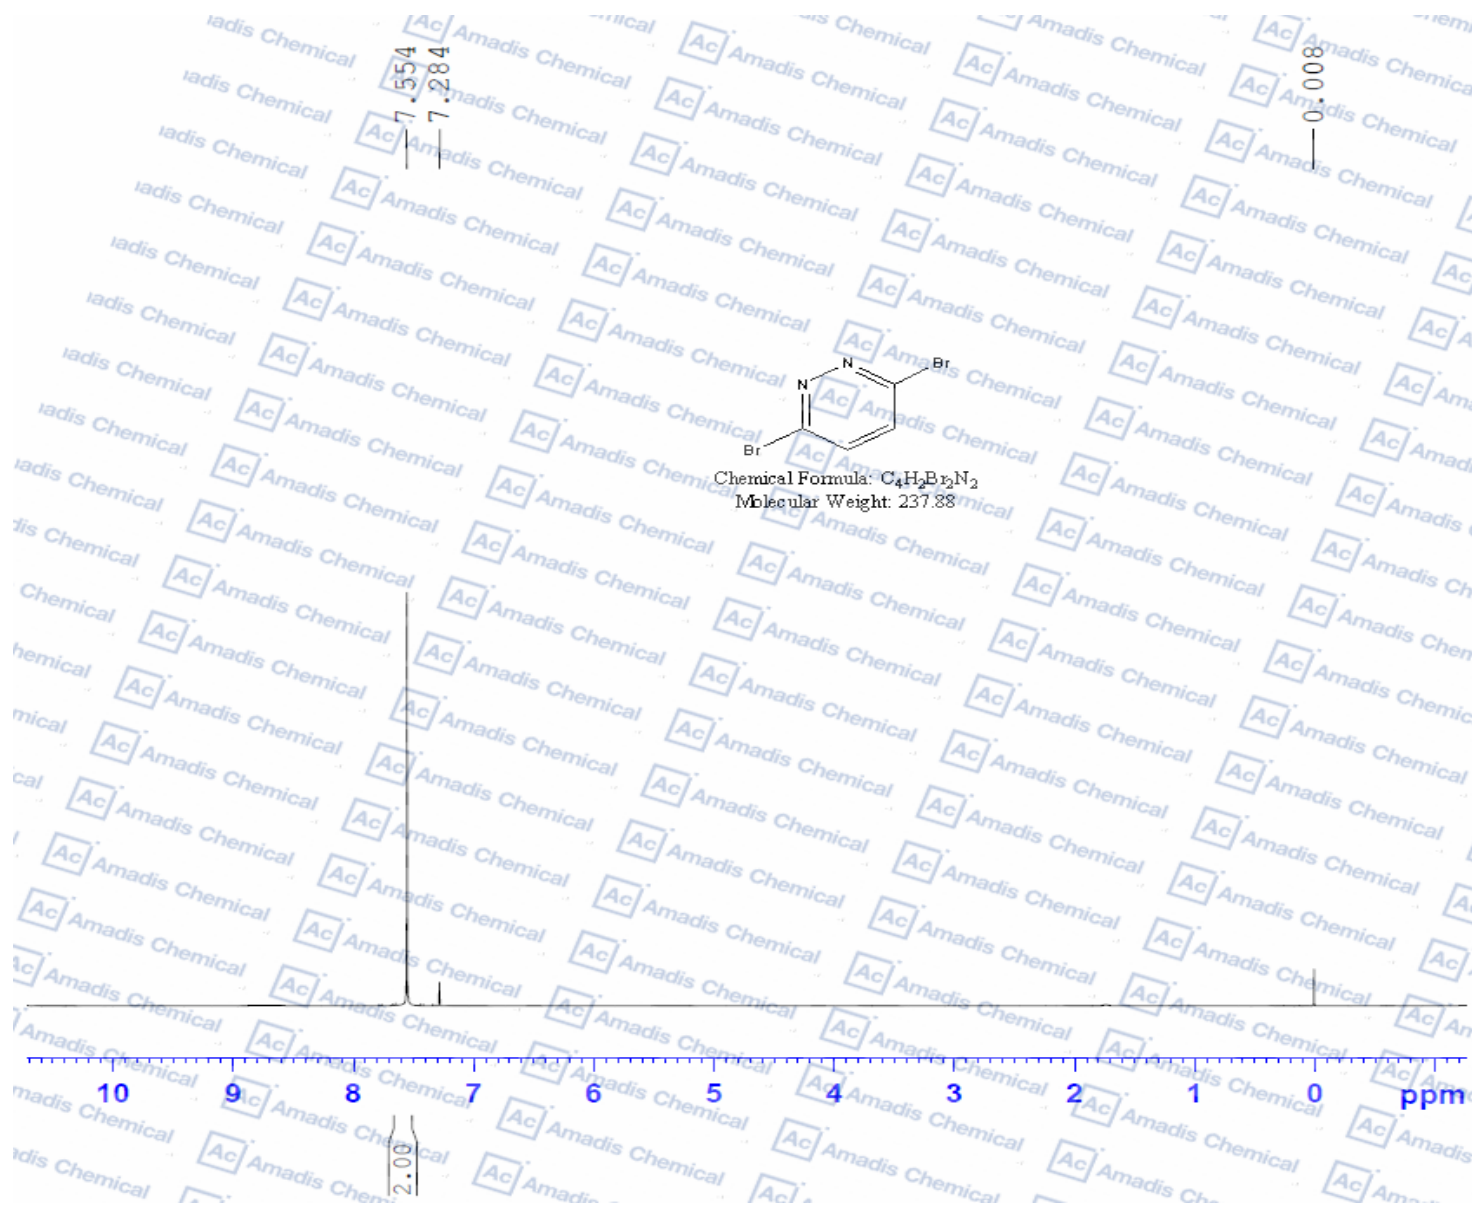 7.554
7.284
0.008
N
N
Br
Br
Chemical Formula: C₄H₂Br₂N₂
Molecular Weight: 237.88
10 9 8 7 6 5 4 3 2 1 0 ppm
2.00
Ac Amadis Chemical